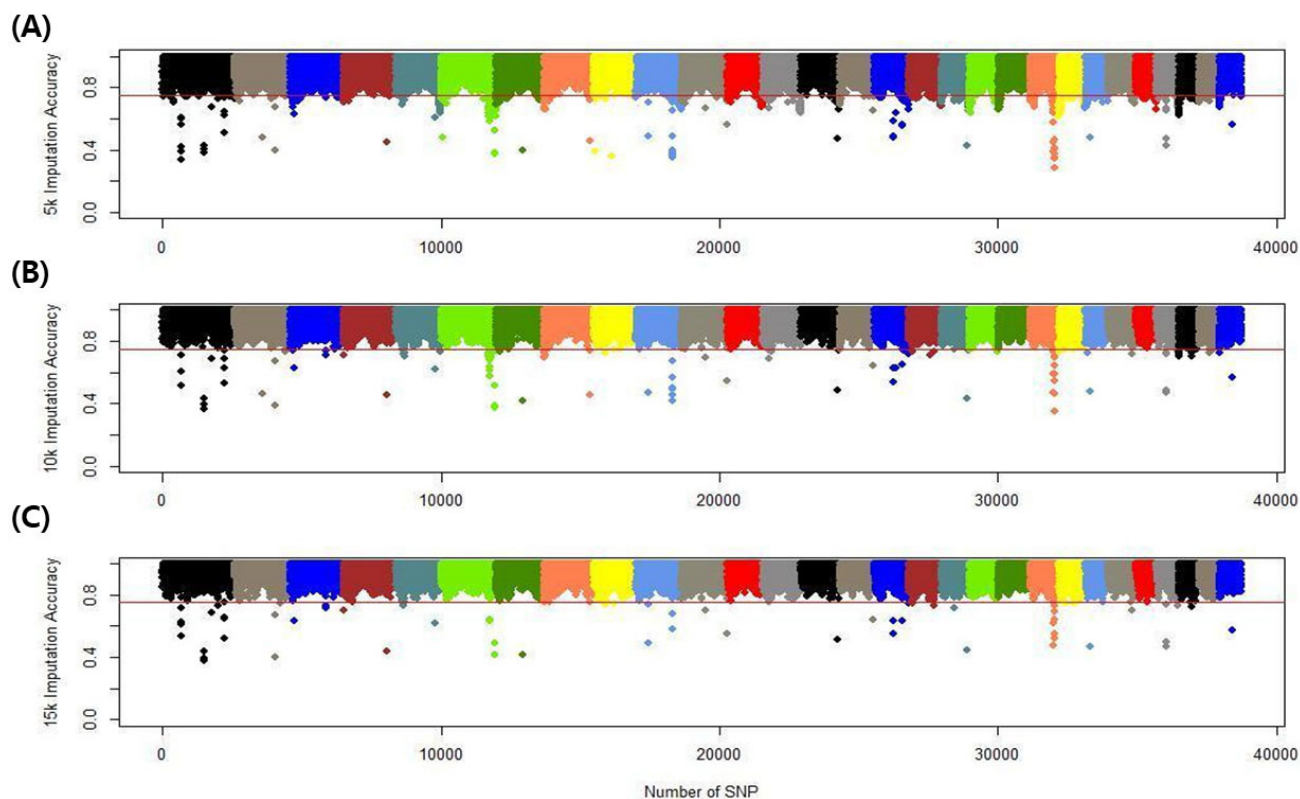 (A)
5k Imputation Accuracy
0.0 0.4 0.8
0 10000 20000 30000 40000
(B)
10k Imputation Accuracy
0.0 0.4 0.8
0 10000 20000 30000 40000
(C)
15k Imputation Accuracy
0.0 0.4 0.8
0 10000 20000 30000 40000
Number of SNP